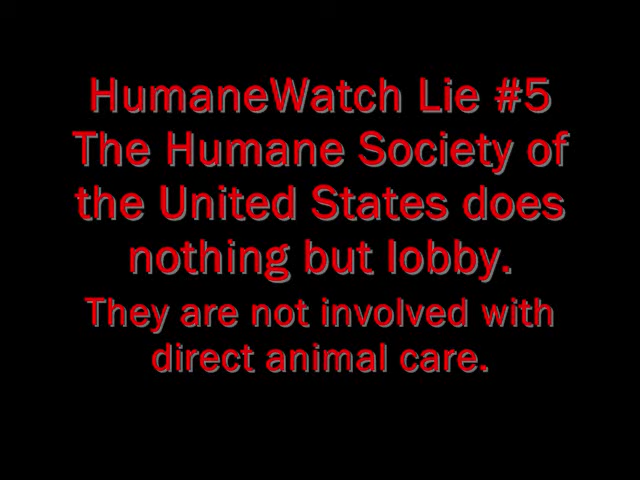 HumaneWatch Lie #5
The Humane Society of
the United States does
nothing but lobby.
They are not involved with
direct animal care.